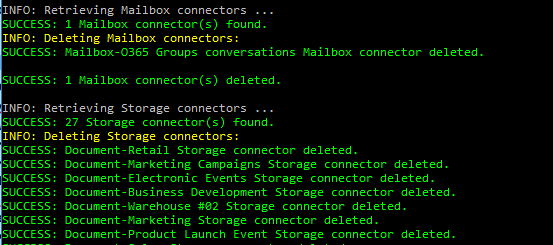 INFO: Retrieving Mailbox connectors ...
SUCCESS: 1 Mailbox connector(s) found.
INFO: Deleting Mailbox connectors:
SUCCESS: Mailbox-O365 Groups conversations Mailbox connector deleted.
SUCCESS: 1 Mailbox connector(s) deleted.
INFO: Retrieving Storage connectors ...
SUCCESS: 27 Storage connector(s) found.
INFO: Deleting Storage connectors:
SUCCESS: Document-Retail Storage connector deleted.
SUCCESS: Document-Marketing Campaigns Storage connector deleted.
SUCCESS: Document-Electronic Events Storage connector deleted.
SUCCESS: Document-Business Development Storage connector deleted.
SUCCESS: Document-Warehouse #02 Storage connector deleted.
SUCCESS: Document-Marketing Storage connector deleted.
SUCCESS: Document-Product Launch Event Storage connector deleted.